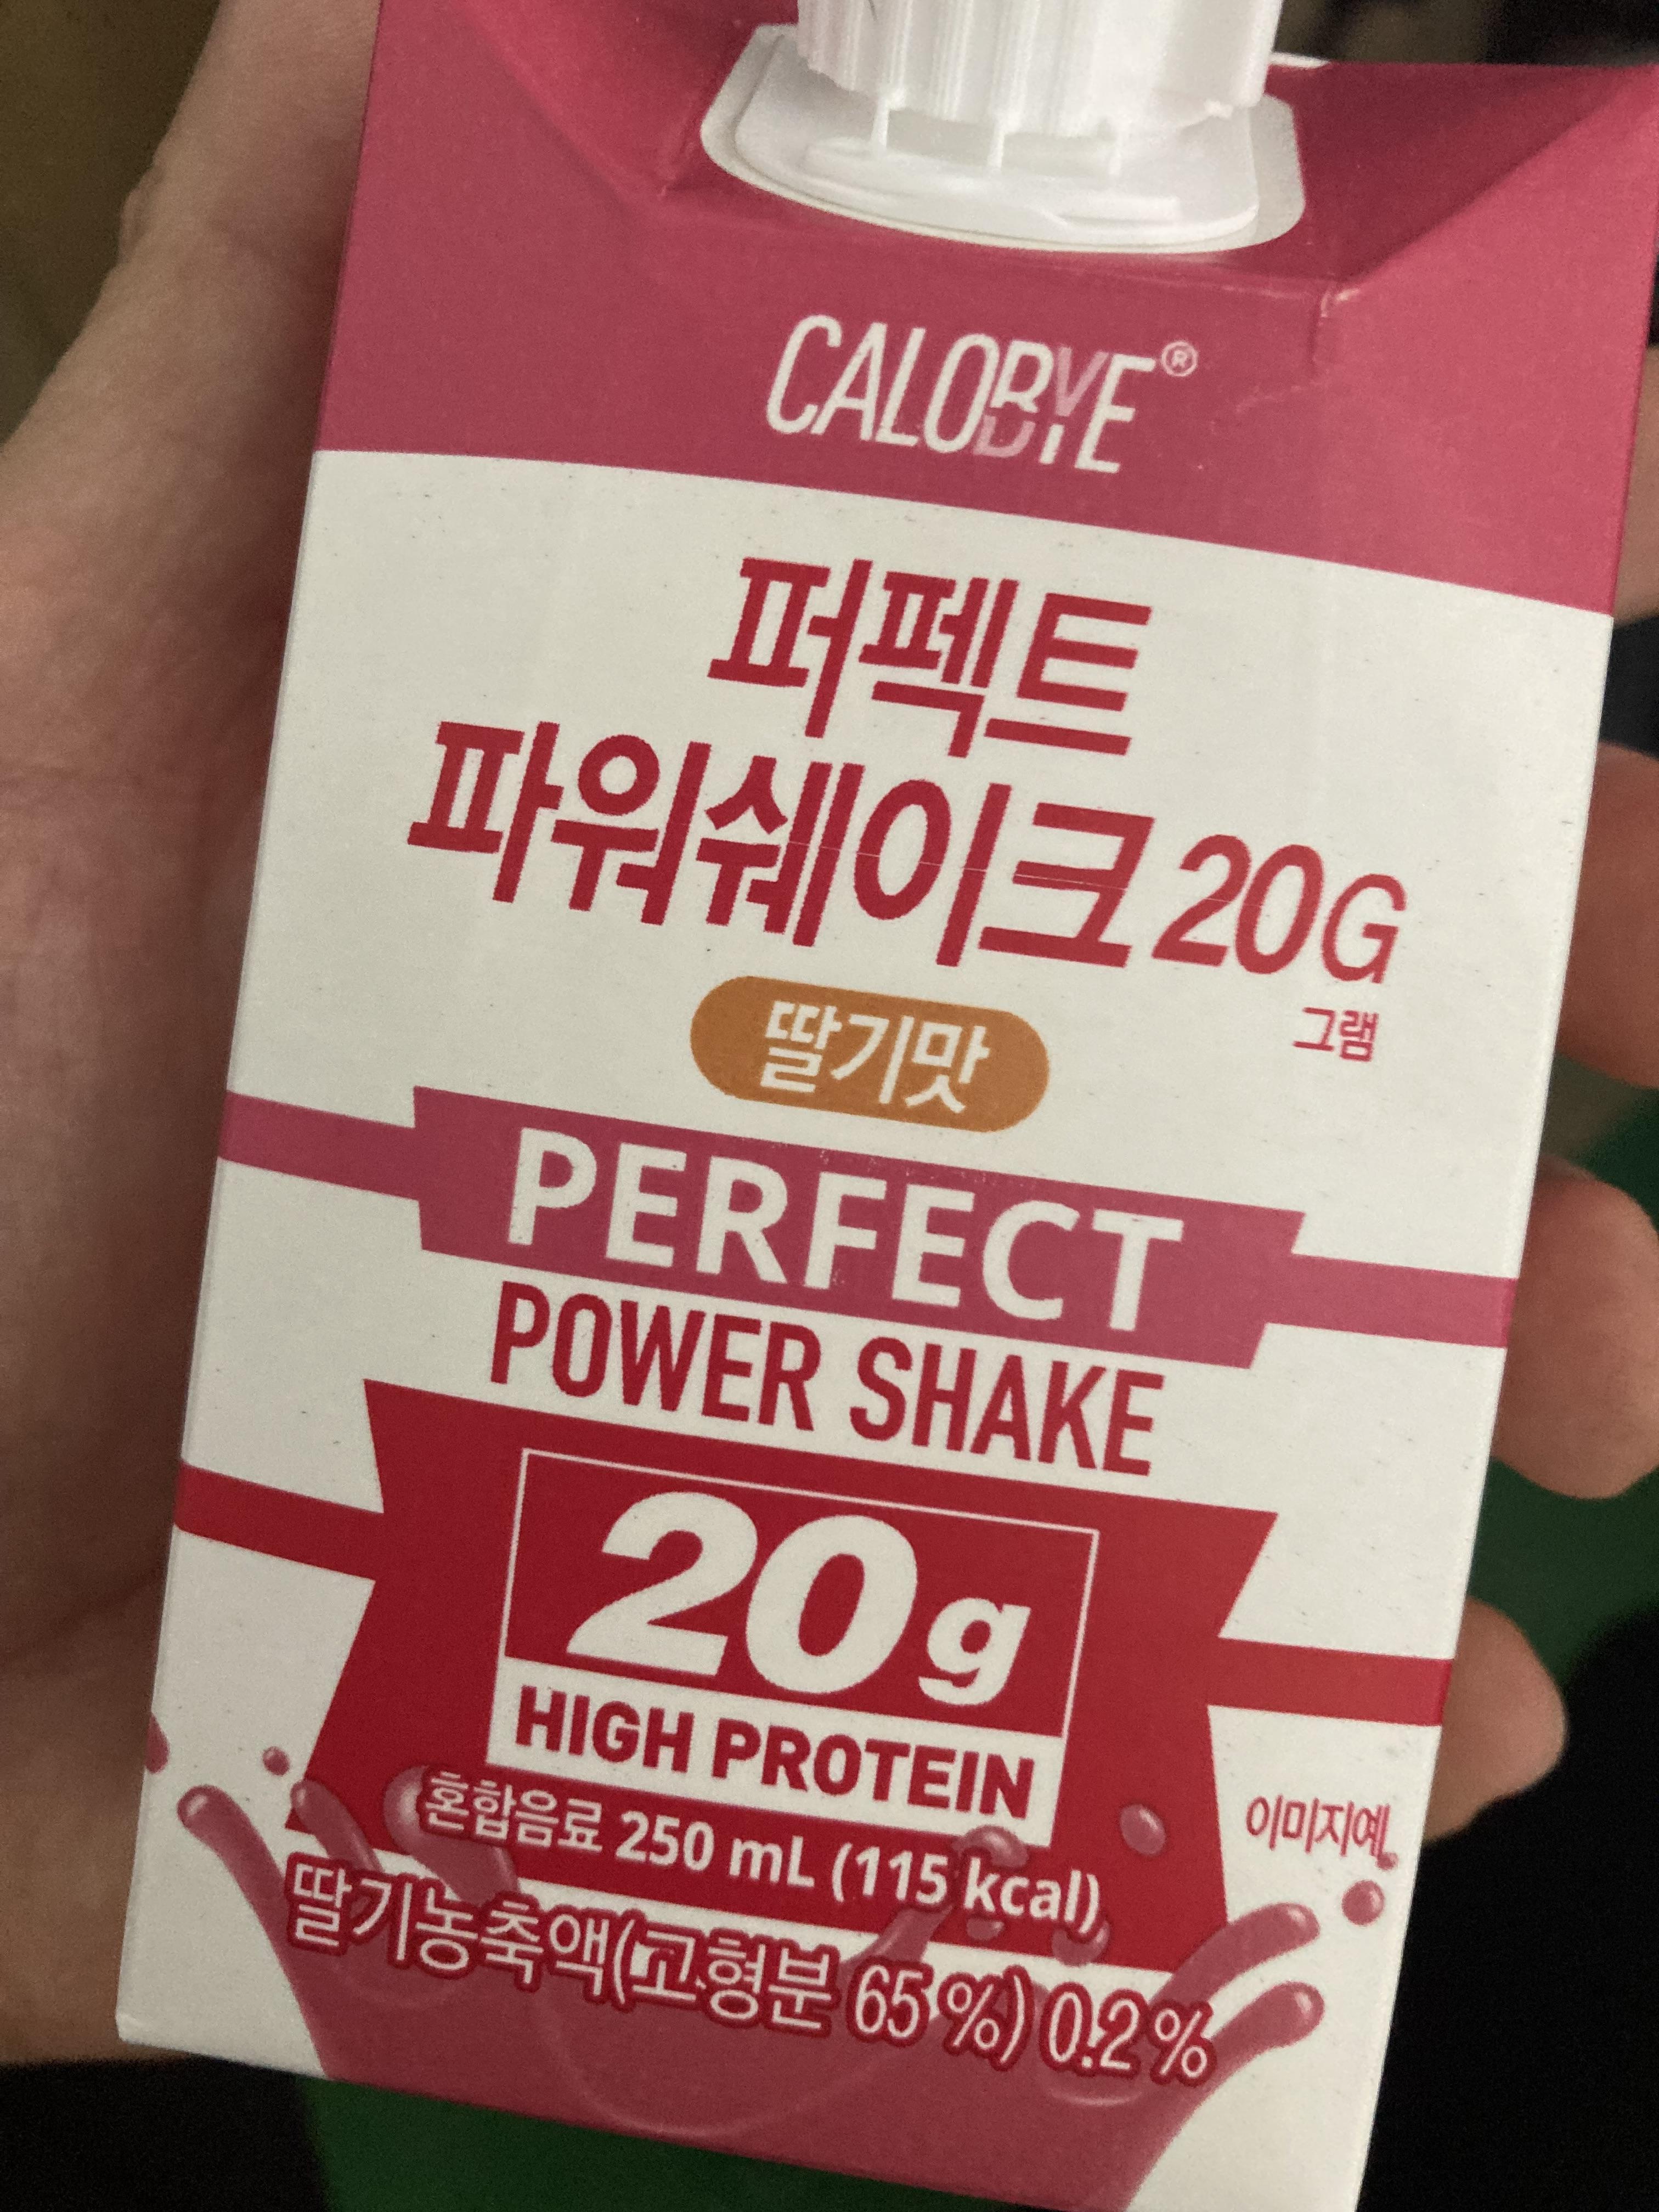 CALOBYE®
퍼펙트
파워쉐이크 20G
그램
딸기맛
PERFECT
POWER SHAKE
20g
HIGH PROTEIN
혼합음료 250 mL (115 kcal)
이미지예
딸기농축액(고형분 65 %) 0.2 %